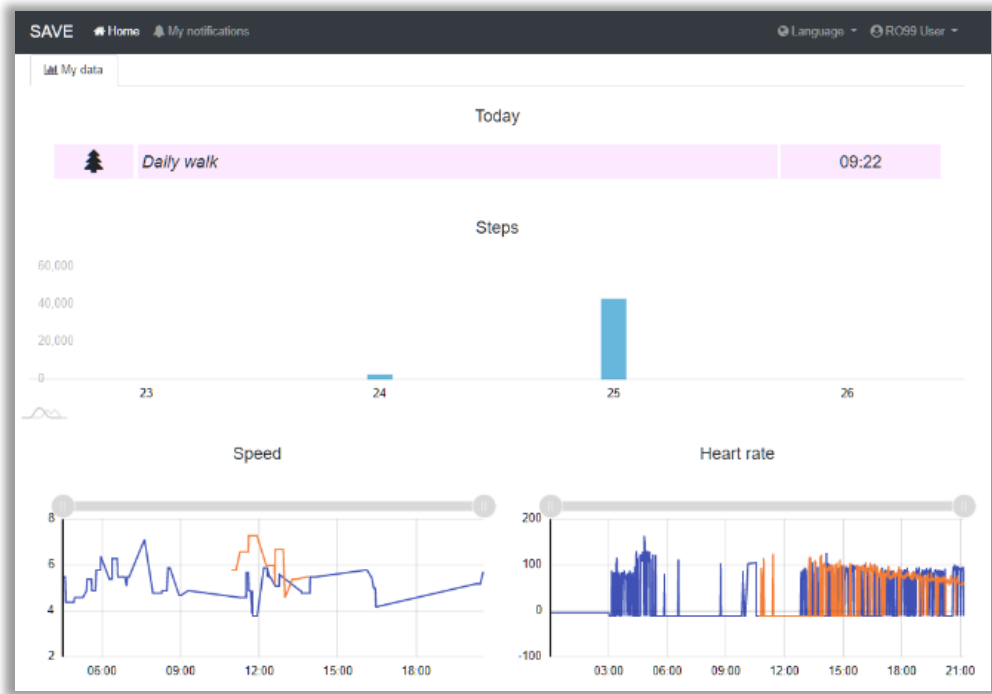 SAVE Home My notifications Language RO99 User
My data
Today
Daily walk 09:22
Steps
60,000
40,000
20,000
0
23 24 25 26
Speed Heart rate
8
6
4
2
06:00 09:00 12:00 15:00 18:00
200
100
0
-100
03:00 06:00 09:00 12:00 15:00 18:00 21:00